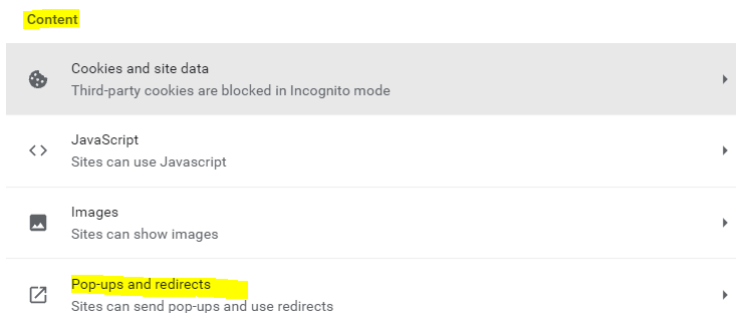 Content
Cookies and site data
Third-party cookies are blocked in Incognito mode
JavaScript
Sites can use Javascript
Images
Sites can show images
Pop-ups and redirects
Sites can send pop-ups and use redirects